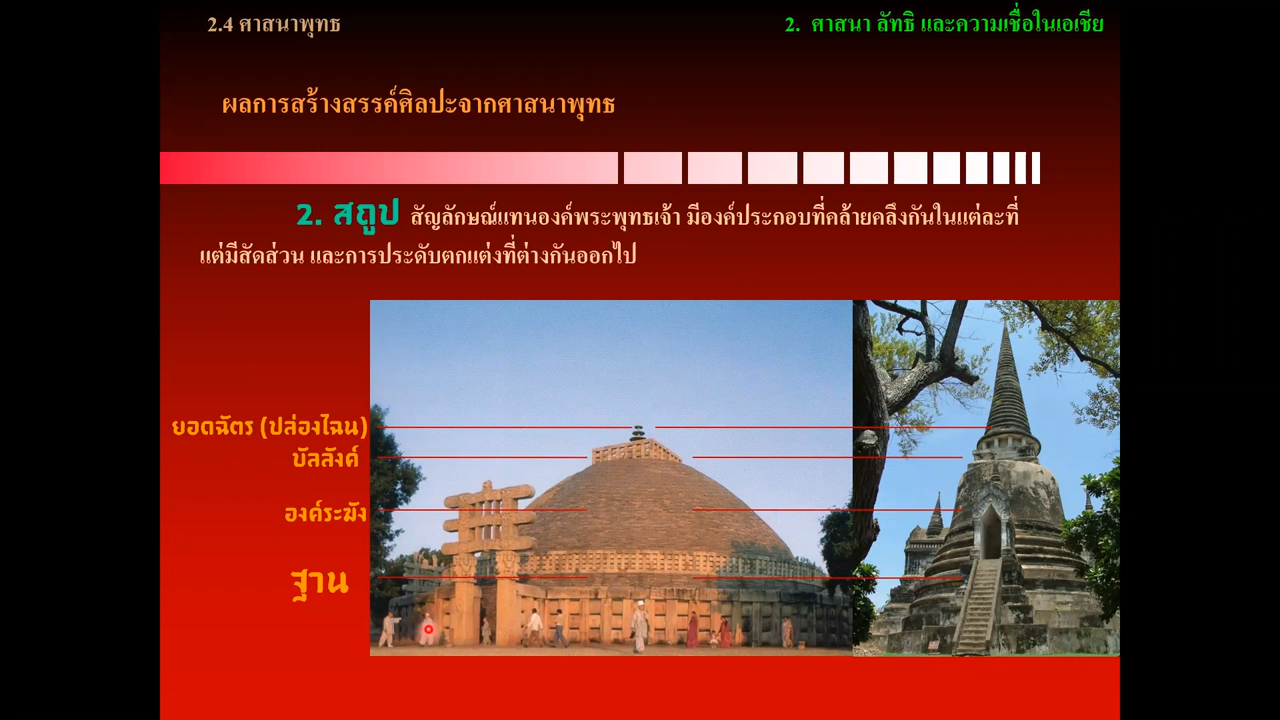 2.4 ศาสนาพุทธ
2. ศาสนา ลัทธิ และความเชื่อในเอเชีย
ผลการสร้างสรรค์ศิลปะจากศาสนาพุทธ
2. สถูป สัญลักษณ์แทนองค์พระพุทธเจ้า มีองค์ประกอบที่คล้ายคลึงกันในแต่ละที่
แต่มีสัดส่วน และการประดับตกแต่งที่ต่างกันออกไป
ยอดฉัตร (ปล่องไฉน)
บัลลังค์
องค์ระฆัง
ฐาน